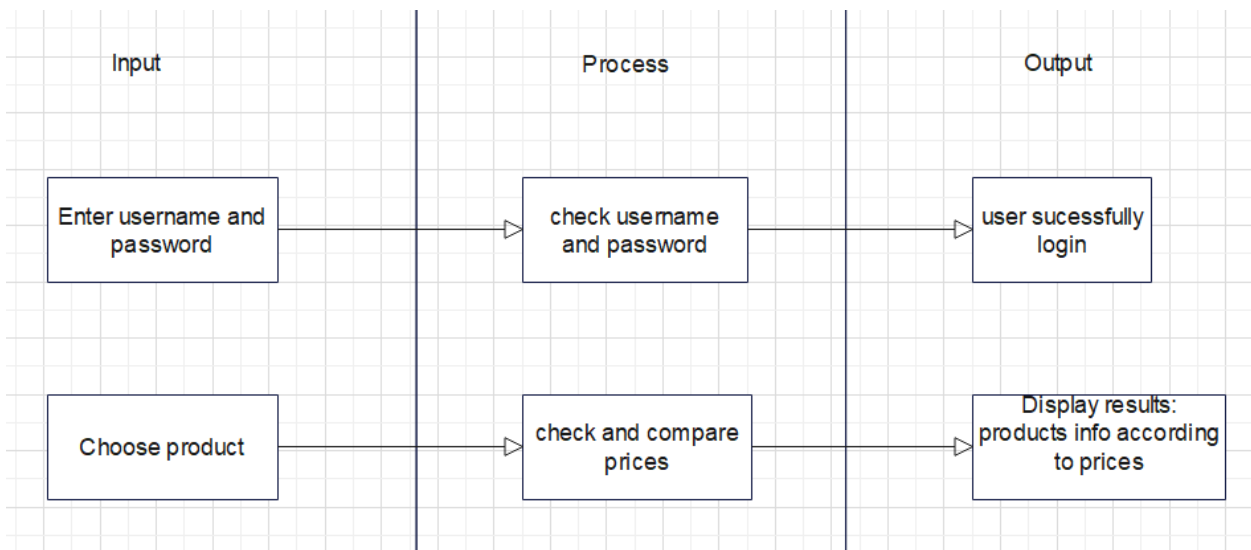 Input
Process
Output
Enter username and
password
check username
and password
user sucessfully
login
Choose product
check and compare
prices
Display results:
products info according
to prices